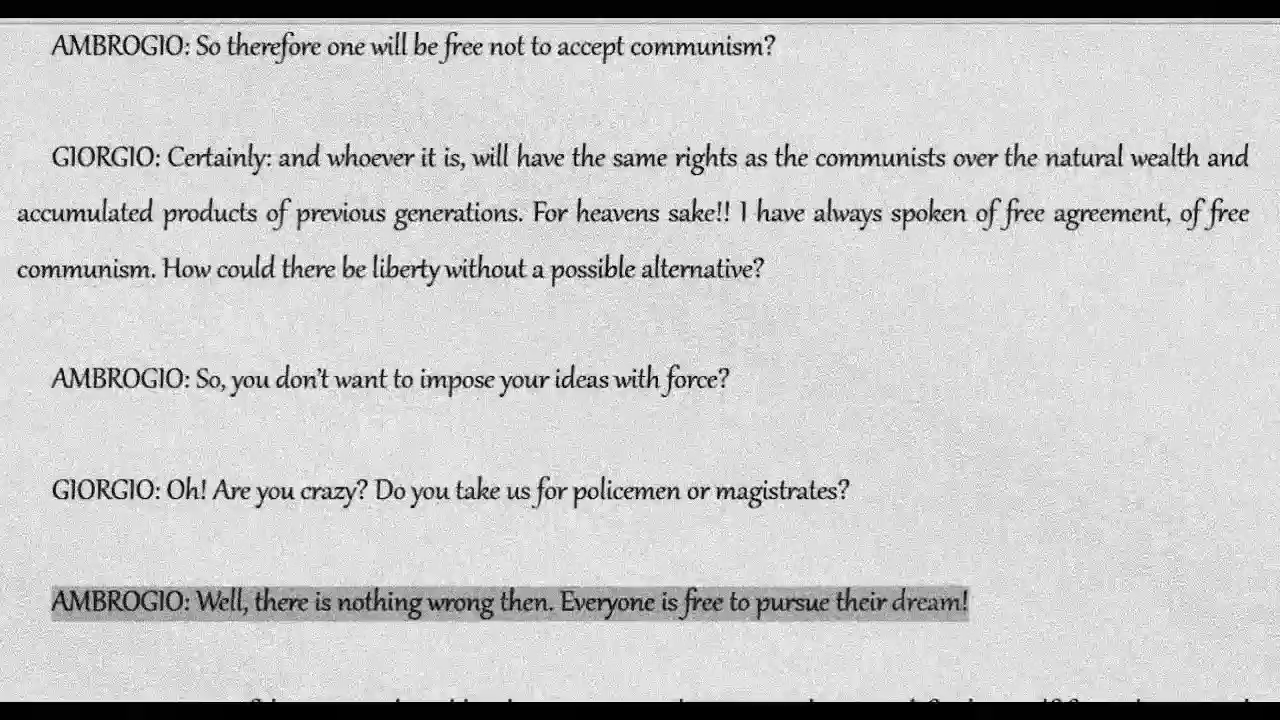 AMBROGIO: So therefore one will be free not to accept communism?
GIORGIO: Certainly: and whoever it is, will have the same rights as the communists over the natural wealth and
accumulated products of previous generations. For heavens sake!! I have always spoken of free agreement, of free
communism. How could there be liberty without a possible alternative?
AMBROGIO: So, you don't want to impose your ideas with force?
GIORGIO: Oh! Are you crazy? Do you take us for policemen or magistrates?
AMBROGIO: Well, there is nothing wrong then. Everyone is free to pursue their dream!